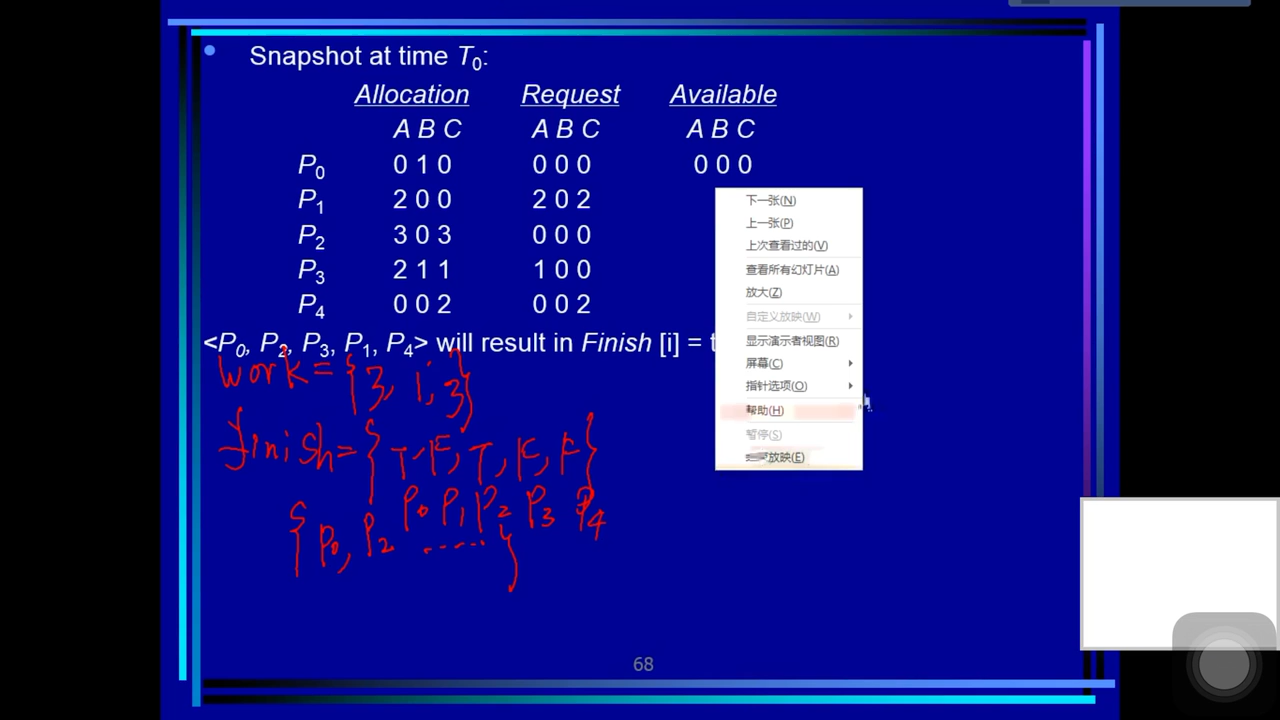 • Snapshot at time T0:
Allocation Request Available
A B C A B C A B C
P0 0 1 0 0 0 0 0 0 0
P1 2 0 0 2 0 2
P2 3 0 3 0 0 0
P3 2 1 1 1 0 0
P4 0 0 2 0 0 2
<P0, P2, P3, P1, P4> will result in Finish [i] = t
下一张(N)
上一张(P)
上次查看过的(V)
查看所有幻灯片(A)
放大(Z)
自定义放映(W)
显示演示者视图(R)
屏幕(C)
指针选项(O)
帮助(H)
暂停(S)
放映(E)
Work = {3, 1, 3}
finish = {T, F, T, F, F}
P0 P1 P2 P3 P4
{P0, P2 ......}
68